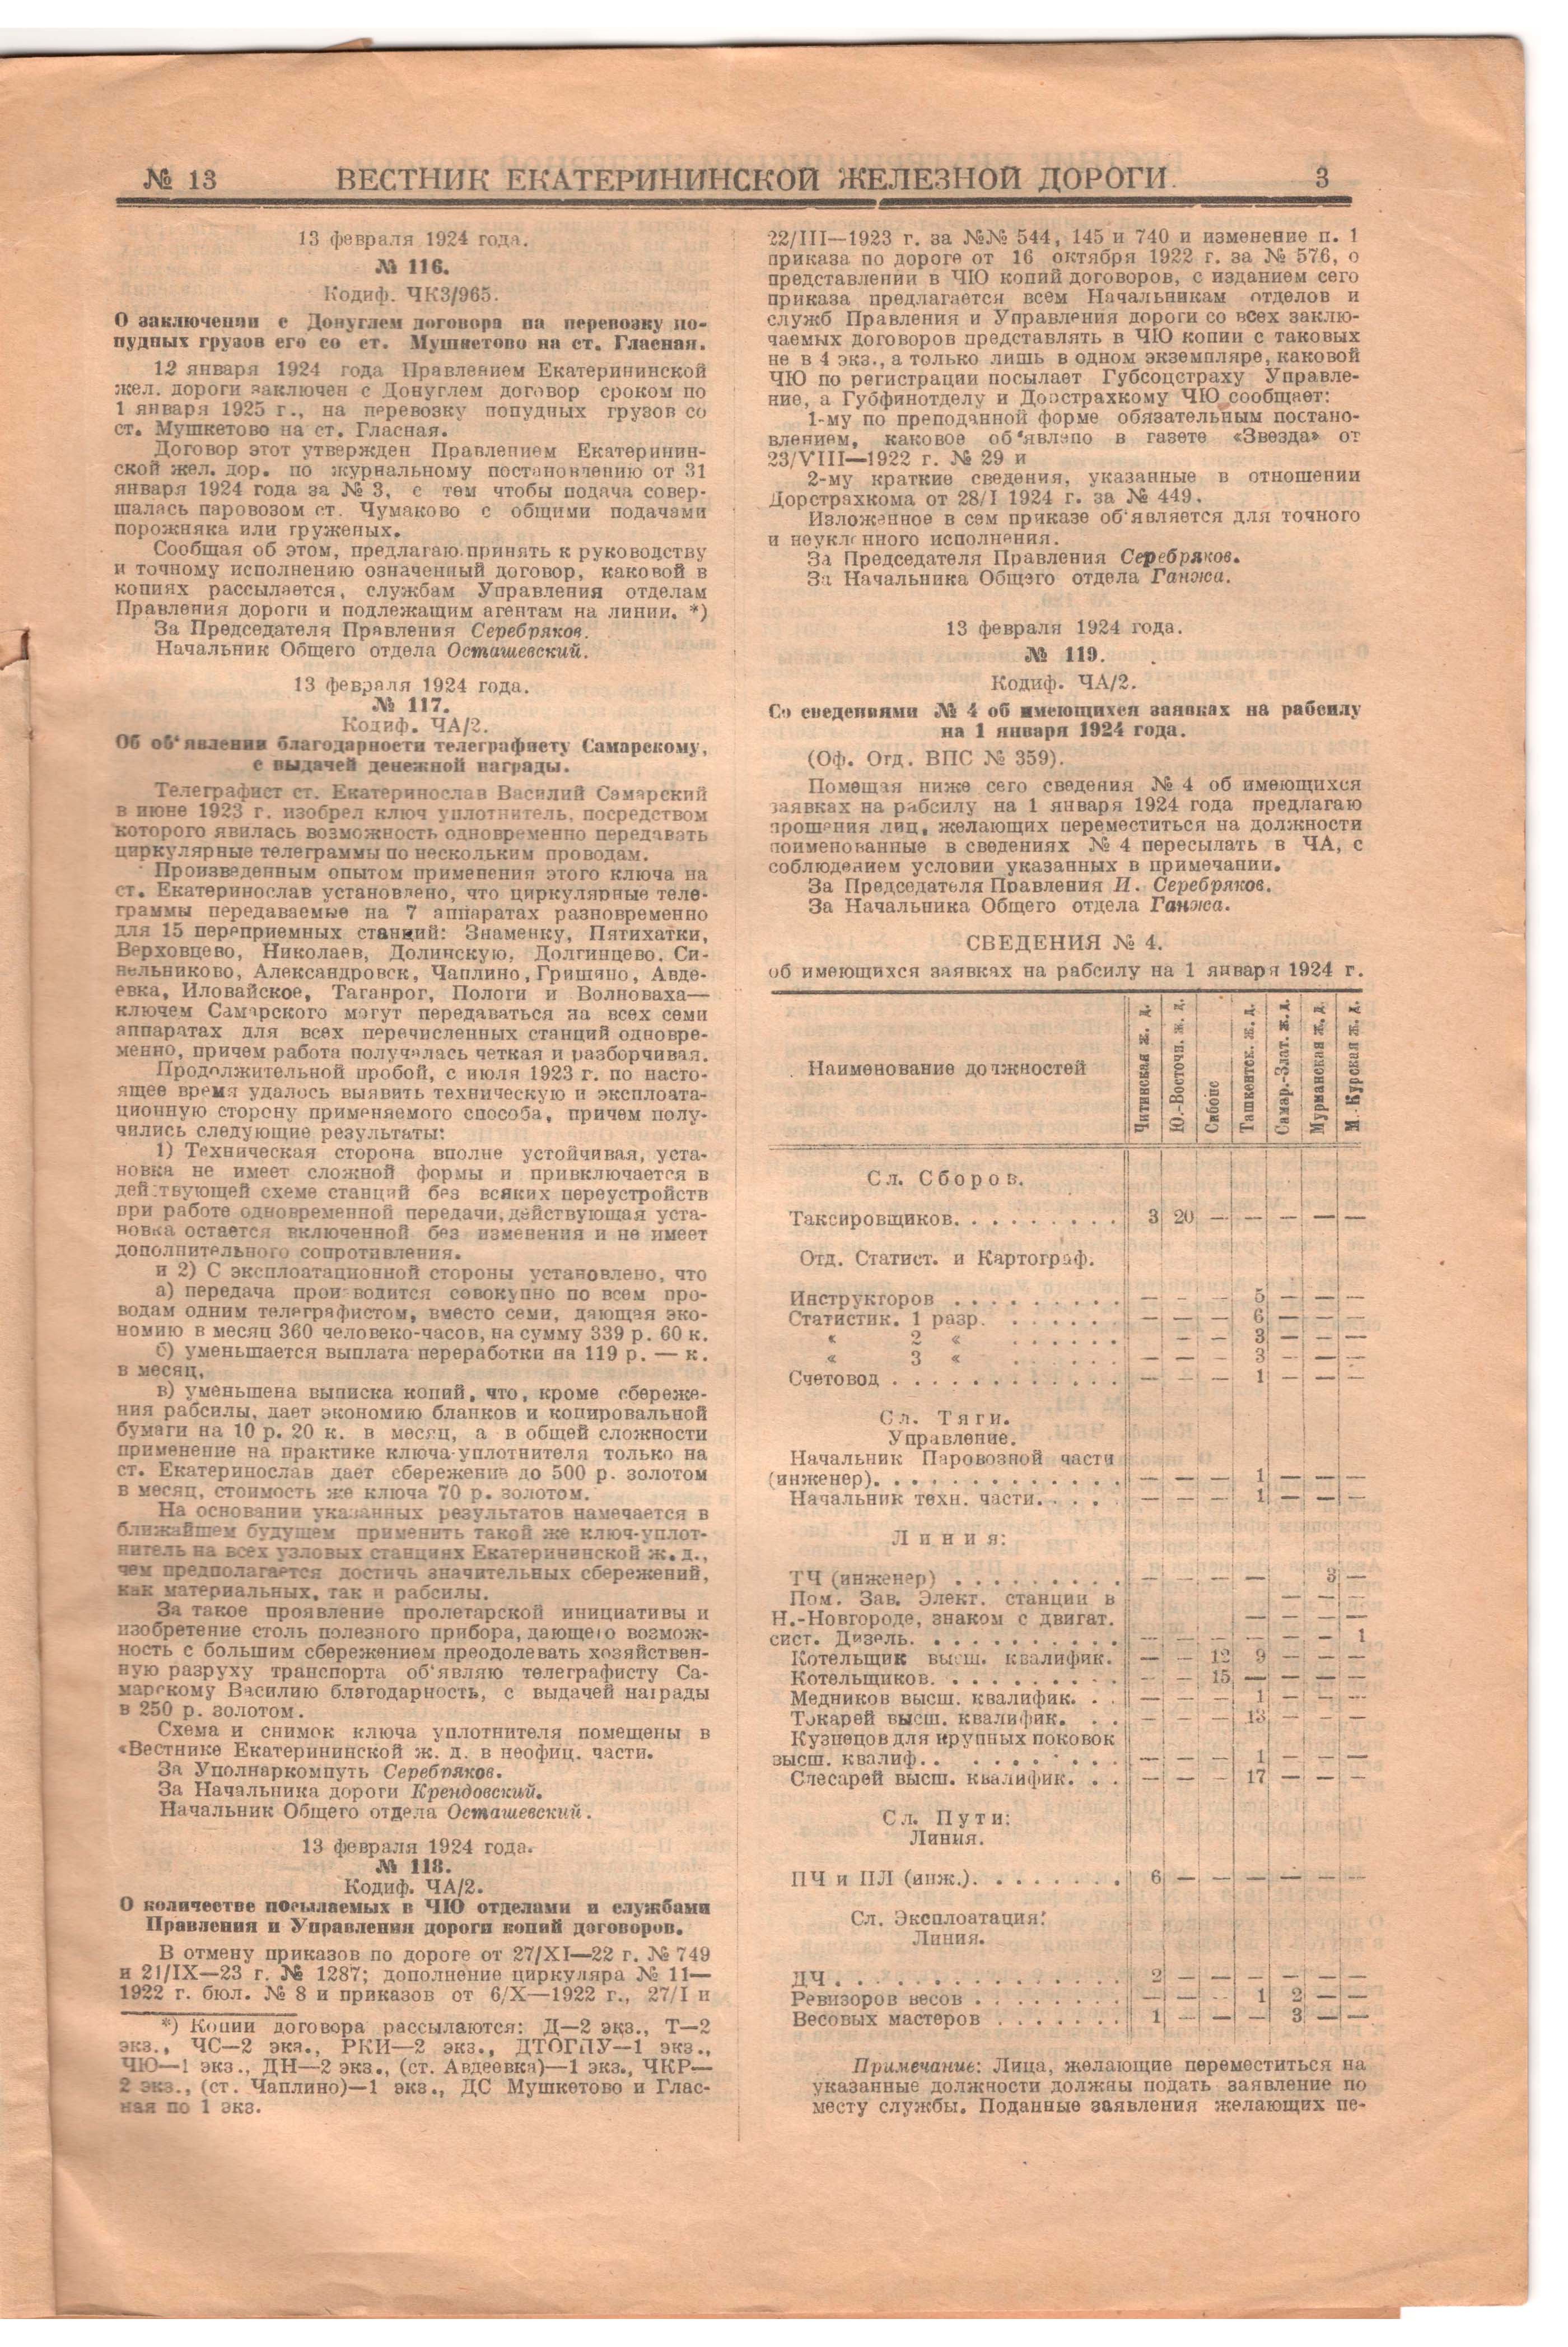 № 13 ВЕСТНИК ЕКАТЕРИНИНСКОЙ ЖЕЛЕЗНОЙ ДОРОГИ. 3
13 февраля 1924 года.
№ 116.
Кодиф. ЧКЗ/965.
О заключении с Донуглем договора на перевозку по-
пудных грузов его со ст. Мушкетово на ст. Гласная.
12 января 1924 года Правлением Екатерининской
жел. дороги заключен с Донуглем договор сроком по
1 января 1925 г., на перевозку попудных грузов со
ст. Мушкетово на ст. Гласная.
Договор этот утвержден Правлением Екатеринин-
ской жел. дор. по журнальному постановчению от 31
января 1924 года за № 3, с тем чтобы подача совер-
шалась паровозом ст. Чумаково с общими подачами
порожняка или груженых.
Сообщая об этом, предлагаю принять к руководству
и точному исполнению означенный договор, каковой в
копиях рассылается, службам Управления отделам
Правления дороги и подлежащим агентам на линии. *)
За Председателя Правления Серебряков.
Начальник Общего отдела Осташевский.
13 февраля 1924 года.
№ 117.
Кодиф. ЧА/2.
Об об'явлении благодарности телеграфисту Самарскому,
с выдачей денежной награды.
Телеграфист ст. Екатеринослав Василий Самарский
в июне 1923 г. изобрел ключ уплотнитель, посредством
которого явилась возможность одновременно передавать
циркулярные телеграммы по нескольким проводам.
Произведенным опытом применения этого ключа на
ст. Екатеринослав установлено, что циркулярные теле-
граммы передаваемые на 7 аппаратах разновременно
для 15 переприемных станций: Знаменку, Пятихатки,
Верховцево, Николаев, Долинскую, Долгинцево, Си-
нельниково, Александровск, Чаплино, Гришино, Авде-
евка, Иловайское, Таганрог, Пологи и Волноваха—
ключем Самарского могут передаваться на всех семи
аппаратах для всех перечисленных станций одновре-
менно, причем работа получалась четкая и разборчивая.
Продолжительной пробой, с июля 1923 г. по насто-
ящее время удалось выявить техническую и эксплоата-
ционную сторону применяемого способа, причем полу-
чились следующие результаты:
1) Техническая сторона вполне устойчивая, уста-
новка не имеет сложной формы и привключается в
действующей схеме станций без всяких переустройств
при работе одновременной передачи, действующая уста-
новка остается включенной без изменения и не имеет
дополнительного сопротивления.
и 2) С эксплоатационной стороны установлено, что
а) передача производится совокупно по всем про-
водам одним телеграфистом, вместо семи, дающая эко-
номию в месяц 360 человеко-часов, на сумму 339 р. 60 к.
б) уменьшается выплата переработки на 119 р. — к.
в месяц,
в) уменьшена выписка копий, что, кроме сбереже-
ния рабсилы, дает экономию бланков и копировальной
бумаги на 10 р. 20 к. в месяц, а в общей сложности
применение на практике ключа-уплотнителя только на
ст. Екатеринослав дает сбережение до 500 р. золотом
в месяц, стоимость же ключа 70 р. золотом.
На основании указанных результатов намечается в
ближайшем будущем применить такой же ключ-уплот-
нитель на всех узловых станциях Екатерининской ж. д.,
чем предполагается достичь значительных сбережений,
как материальных, так и рабсилы.
За такое проявление пролетарской инициативы и
изобретение столь полезного прибора, дающего возмож-
ность с большим сбережением преодолевать хозяйствен-
ную разруху транспорта об'являю телеграфисту Са-
марскому Василию благодарность, с выдачей награды
в 250 р. золотом.
Схема и снимок ключа уплотнителя помещены в
«Вестнике Екатерининской ж. д. в неофиц. части.
За Уполнаркомпуть Серебряков.
За Начальника дороги Крендовский.
Начальник Общего отдела Осташевский.
13 февраля 1924 года.
№ 118.
Кодиф. ЧА/2.
О количестве посылаемых в ЧЮ отделами и службами
Правления и Управления дороги копий договоров.
В отмену приказов по дороге от 27/XI—22 г. № 749
и 21/IX—23 г. № 1287; дополнение циркуляра № 11—
1922 г. бюл. № 8 и приказов от 6/X—1922 г., 27/I и
*) Копии договора рассылаются: Д—2 экз., Т—2
экз., ЧС—2 экз., РКИ—2 экз., ДТОГПУ—1 экз.,
ЧЮ—1 экз., ДН—2 экз., (ст. Авдеевка)—1 экз., ЧКР—
2 экз., (ст. Чаплино)—1 экз., ДС Мушкетово и Глас-
ная по 1 экз.
22/III—1923 г. за №№ 544, 145 и 740 и изменение п. 1
приказа по дороге от 16 октября 1922 г. за № 576, о
представлении в ЧЮ копий договоров, с изданием сего
приказа предлагается всем Начальникам отделов и
служб Правления и Управления дороги со всех заклю-
чаемых договоров представлять в ЧЮ копии с таковых
не в 4 экз., а только лишь в одном экземпляре, каковой
ЧЮ по регистрации посылает Губсоцстраху Управле-
ние, а Губфинотделу и Дорстрахкому ЧЮ сообщает:
1-му по преподанной форме обязательным постано-
влением, каковое об'явлено в газете «Звезда» от
23/VIII—1922 г. № 29 и
2-му краткие сведения, указанные в отношении
Дорстрахкома от 28/I 1924 г. за № 449.
Изложенное в сем приказе об'является для точного
и неуклонного исполнения.
За Председателя Правления Серебряков.
За Начальника Общего отдела Ганжа.
13 февраля 1924 года.
№ 119.
Кодиф. ЧА/2.
Со сведениями № 4 об имеющихся заявках на рабсилу
на 1 января 1924 года.
(Оф. Отд. ВПС № 359).
Помещая ниже сего сведения № 4 об имеющихся
заявках на рабсилу на 1 января 1924 года предлагаю
прошения лиц, желающих переместиться на должности
поименованные в сведениях № 4 пересылать в ЧА, с
соблюдением условии указанных в примечании.
За Председателя Правления И. Серебряков.
За Начальника Общего отдела Ганжа.
СВЕДЕНИЯ № 4.
об имеющихся заявках на рабсилу на 1 января 1924 г.
Наименование должностей
Читинская ж. д.
Ю.-Восточн. ж. д.
Сибопс
Ташкентск. ж. д.
Самар.-Злат. ж. д.
Мурманская ж. д.
М.-Курская ж. д.
Сл. Сборов.
Таксировщиков. . . . . . . . . 3 20 — — — — —
Отд. Статист. и Картограф.
Инструкторов . . . . . . . . . — — — 5 — — —
Статистик. 1 разр. . . . . . . — — — 6 — — —
« 2 « . . . . . . — — 3 — — —
« 3 « . . . . . . — — — 3 — — —
Счетовод . . . . . . . . . . . . — — — 1 — — —
Сл. Тяги.
Управление.
Начальник Паровозной части
(инженер). . . . . . . . . . . . — — — 1 — — —
Начальник техн. части. . . . . — — — 1 — — —
Линия:
ТЧ (инженер) . . . . . . . . . — — — — — 3 —
Пом. Зав. Элект. станции в — — —
Н.-Новгороде, знаком с двигат. — — — —
сист. Дизель. . . . . . . . . . . — — — — — — 1
Котельщик высш. квалифик. — — 12 9 — — —
Котельщиков. . . . . . . . . . — — 15 — — — —
Медников высш. квалифик. . . — — — 1 — — —
Токарей высш. квалифик. . . — — — 13 — — —
Кузнецов для крупных поковок
высш. квалиф. . . . . . . . . — — — 1 — — —
Слесарей высш. квалифик. . . — — — 17 — — —
Сл. Пути:
Линия.
ПЧ и ПЛ (инж.). . . . . . . . 6 — — — — — —
Сл. Эксплоатация:
Линия.
ДЧ . . . . . . . . . . . . . . . 2 — — — — — —
Ревизоров весов . . . . . . . . — — — 1 2 — —
Весовых мастеров . . . . . . . 1 — — — 3 — —
Примечание: Лица, желающие переместиться на
указанные должности должны подать заявление по
месту службы. Поданные заявления желающих пе-